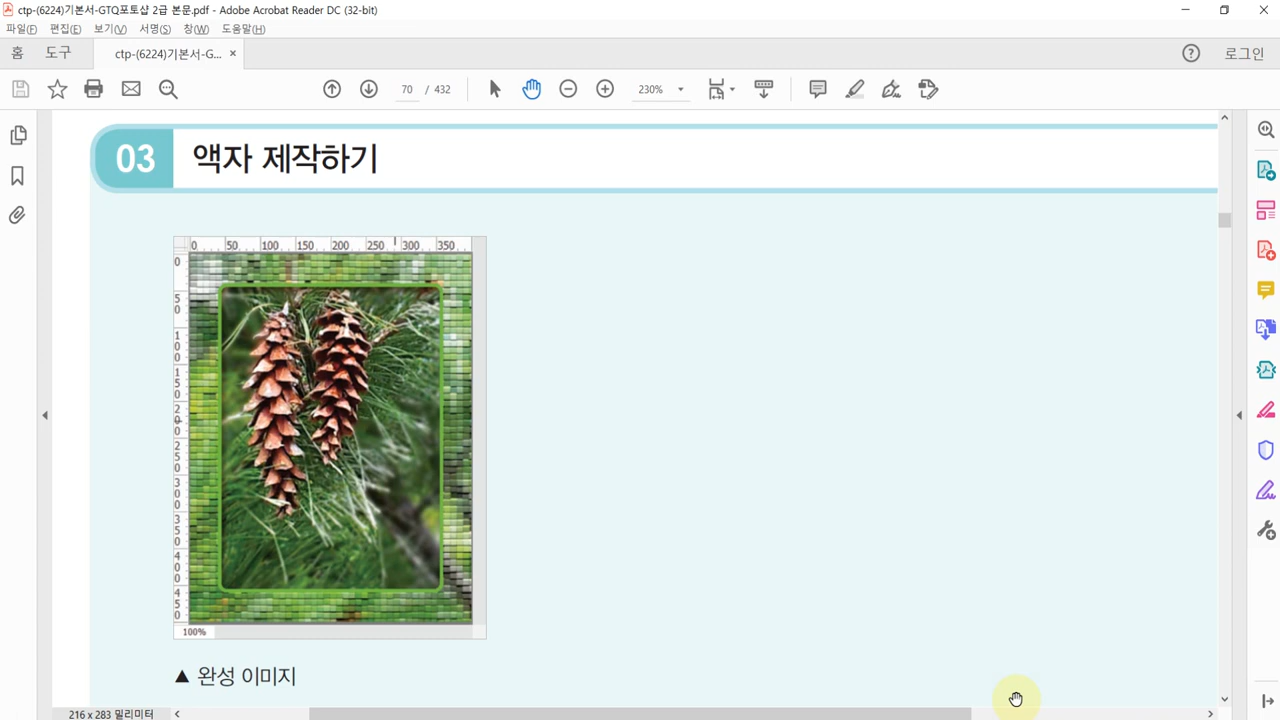 ctp-(6224)기본서-GTQ포토샵 2급 본문.pdf - Adobe Acrobat Reader DC (32-bit)
파일(F) 편집(E) 보기(V) 서명(S) 창(W) 도움말(H)
홈 도구 ctp-(6224)기본서-G... × 로그인
70 / 432 230%
03 액자 제작하기
0 50 100 150 200 250 300 350
0
50
100
150
200
250
300
350
400
450
100%
▲ 완성 이미지
216 x 283 밀리미터